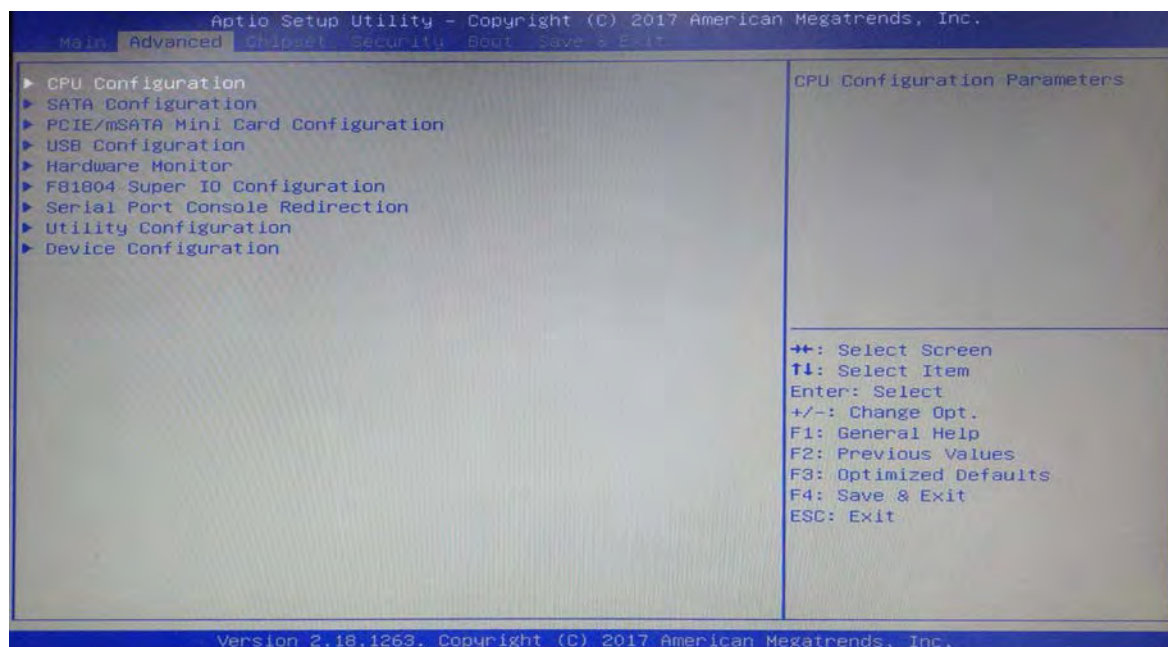 Aptio Setup Utility – Copyright (C) 2017 American Megatrends, Inc.
Main Advanced Chipset Security Boot Save & Exit
► CPU Configuration
► SATA Configuration
► PCIE/mSATA Mini Card Configuration
► USB Configuration
► Hardware Monitor
► F81804 Super IO Configuration
► Serial Port Console Redirection
► Utility Configuration
► Device Configuration
CPU Configuration Parameters
→←: Select Screen
↑↓: Select Item
Enter: Select
+/-: Change Opt.
F1: General Help
F2: Previous Values
F3: Optimized Defaults
F4: Save & Exit
ESC: Exit
Version 2.18.1263. Copyright (C) 2017 American Megatrends, Inc.